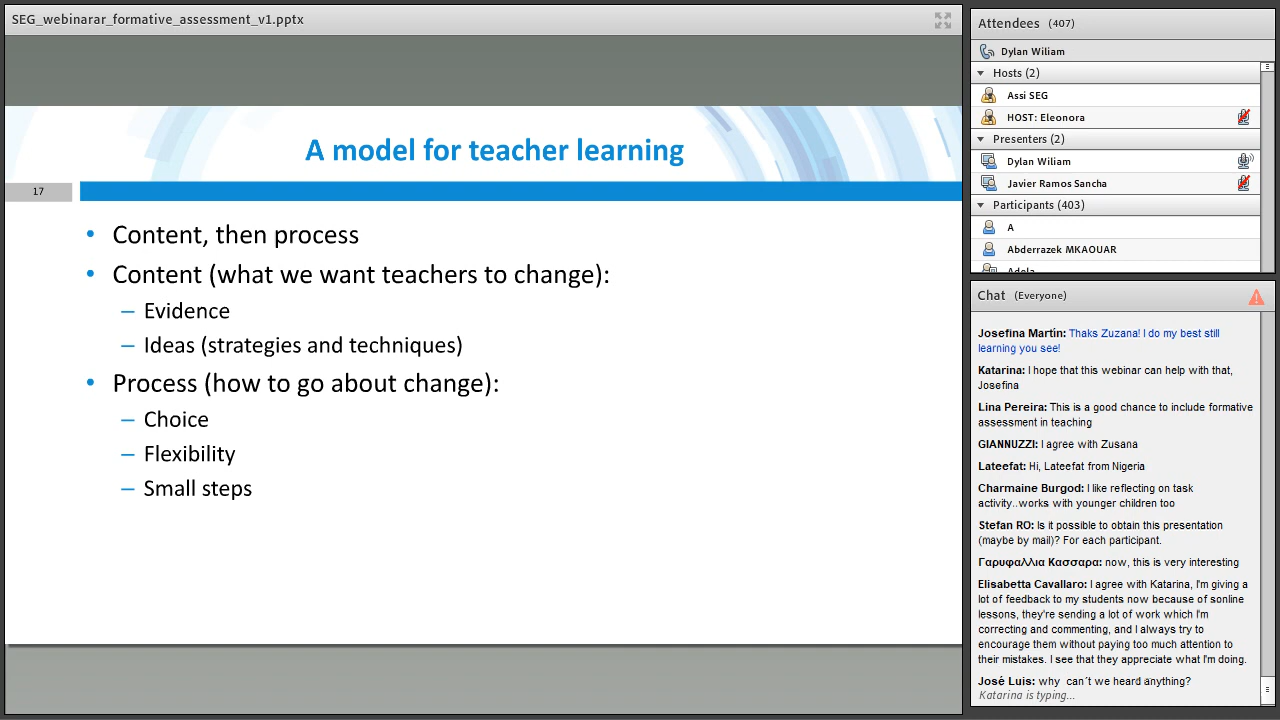 SEG_webinarar_formative_assessment_v1.pptx
A model for teacher learning
17
• Content, then process
• Content (what we want teachers to change):
– Evidence
– Ideas (strategies and techniques)
• Process (how to go about change):
– Choice
– Flexibility
– Small steps
Attendees (407)
Dylan Wiliam
Hosts (2)
Assi SEG
HOST: Eleonora
Presenters (2)
Dylan Wiliam
Javier Ramos Sancha
Participants (403)
A
Abderrazek MKAOUAR
Adela
Chat (Everyone)
Josefina Martín: Thaks Zuzana! I do my best still
learning you see!
Katarina: I hope that this webinar can help with that,
Josefina
Lina Pereira: This is a good chance to include formative
assessment in teaching
GIANNUZZI: I agree with Zusana
Lateefat: Hi, Lateefat from Nigeria
Charmaine Burgod: I like reflecting on task
activity..works with younger children too
Stefan RO: Is it possible to obtain this presentation
(maybe by mail)? For each participant.
Γαρυφαλλια Κασσαρα: now, this is very interesting
Elisabetta Cavallaro: I agree with Katarina, I'm giving a
lot of feedback to my students now because of sonline
lessons, they're sending a lot of work which I'm
correcting and commenting, and I always try to
encourage them without paying too much attention to
their mistakes. I see that they appreciate what I'm doing.
José Luis: why can´t we heard anything?
Katarina is typing...